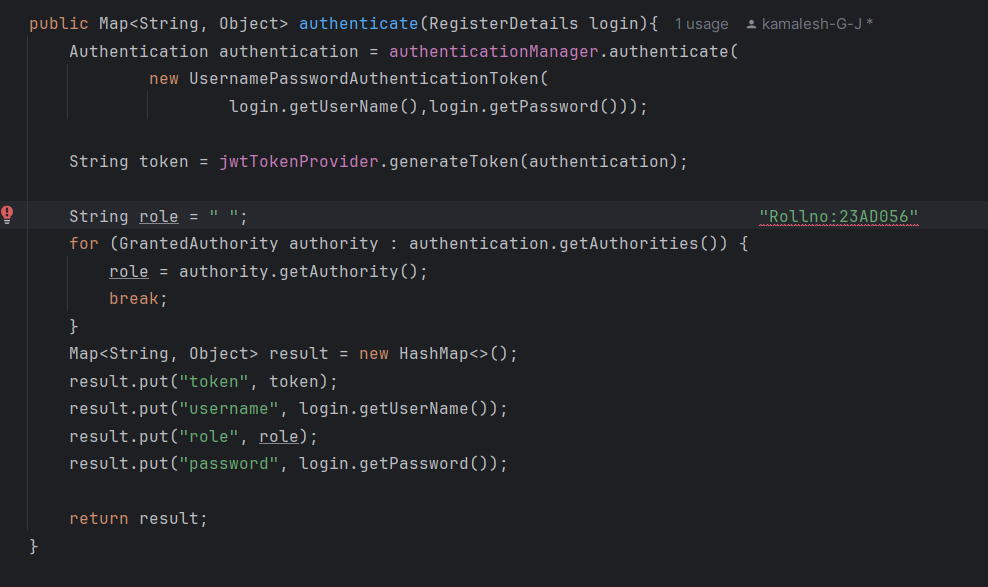 public Map<String, Object> authenticate(RegisterDetails login){ 1 usage kamalesh-G-J *
Authentication authentication = authenticationManager.authenticate(
new UsernamePasswordAuthenticationToken(
login.getUserName(),login.getPassword()));
String token = jwtTokenProvider.generateToken(authentication);
String role = " "; "Rollno:23AD056"
for (GrantedAuthority authority : authentication.getAuthorities()) {
role = authority.getAuthority();
break;
}
Map<String, Object> result = new HashMap<>();
result.put("token", token);
result.put("username", login.getUserName());
result.put("role", role);
result.put("password", login.getPassword());
return result;
}